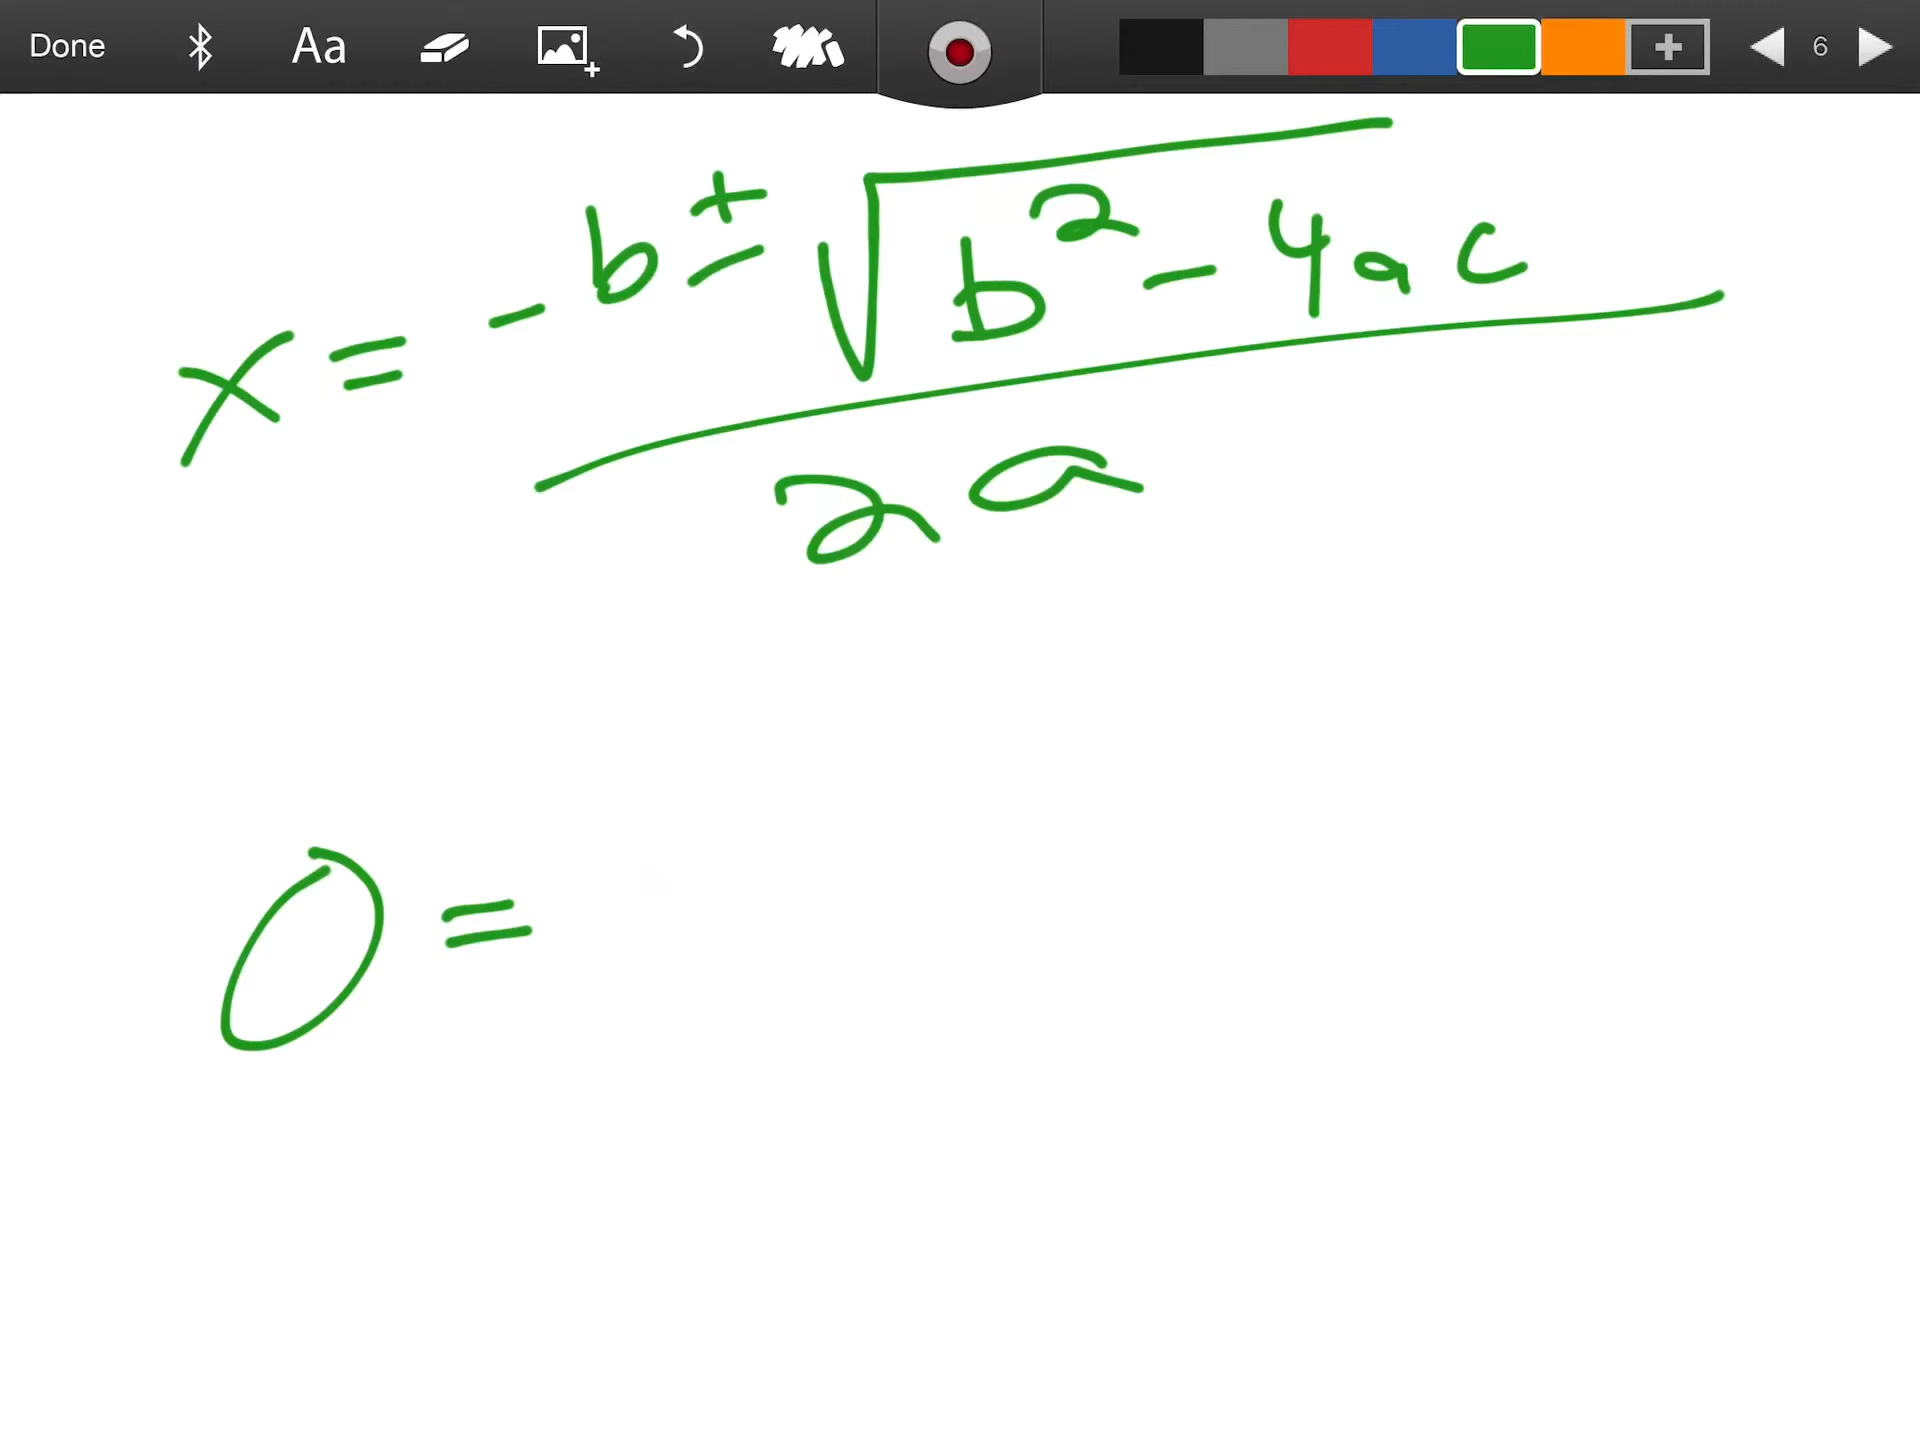 Done Aa 6
x = -b ± √b² - 4ac
2a
0 =